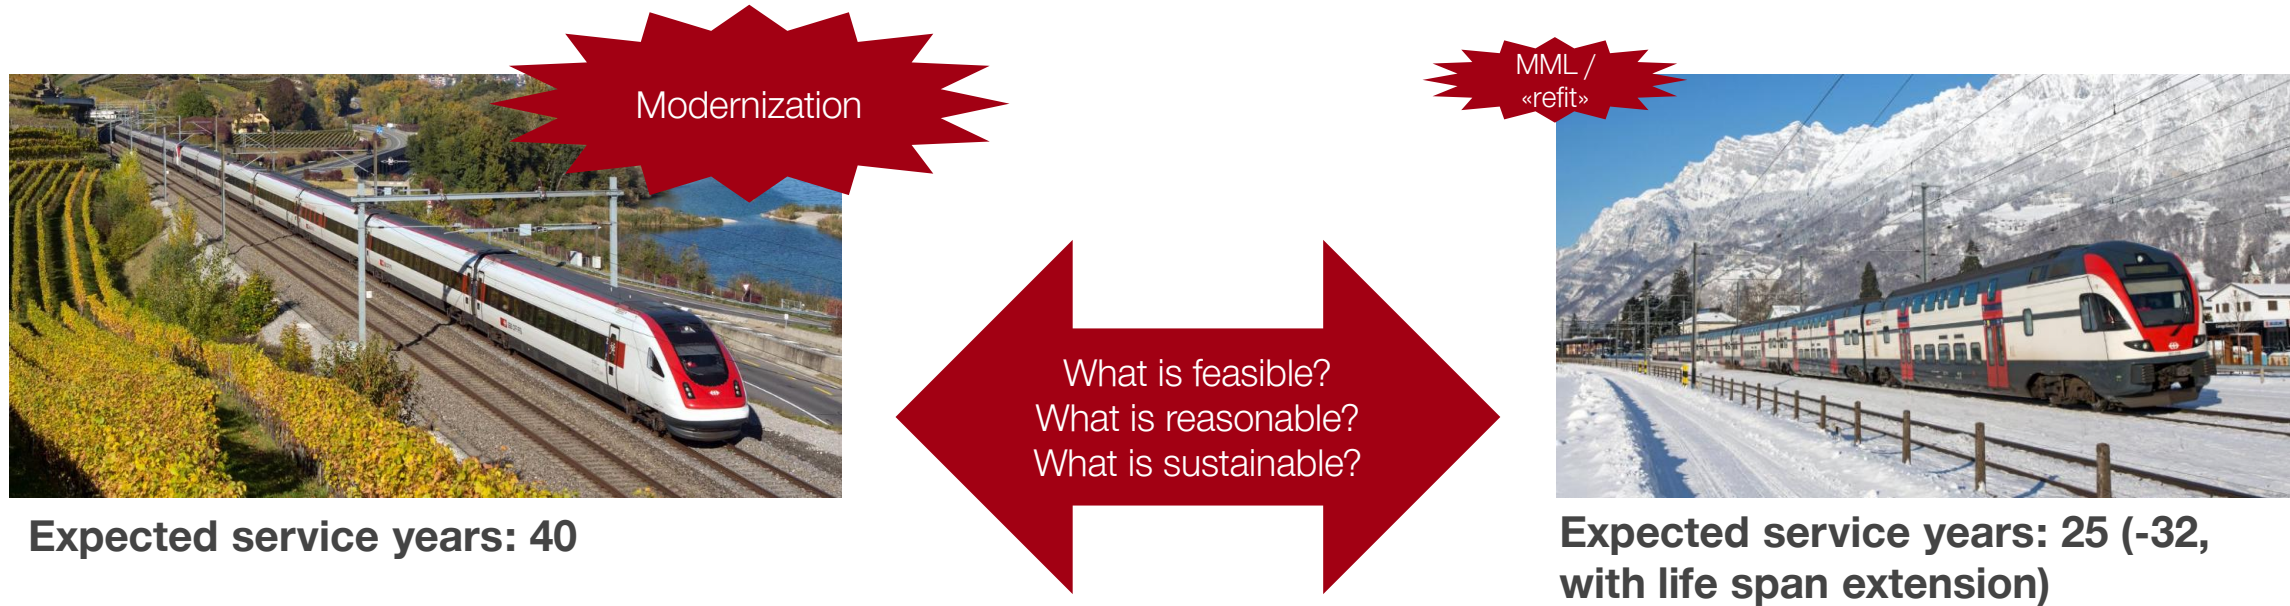 Modernization
MML /
«refit»
What is feasible?
What is reasonable?
What is sustainable?
Expected service years: 40
Expected service years: 25 (-32,
with life span extension)